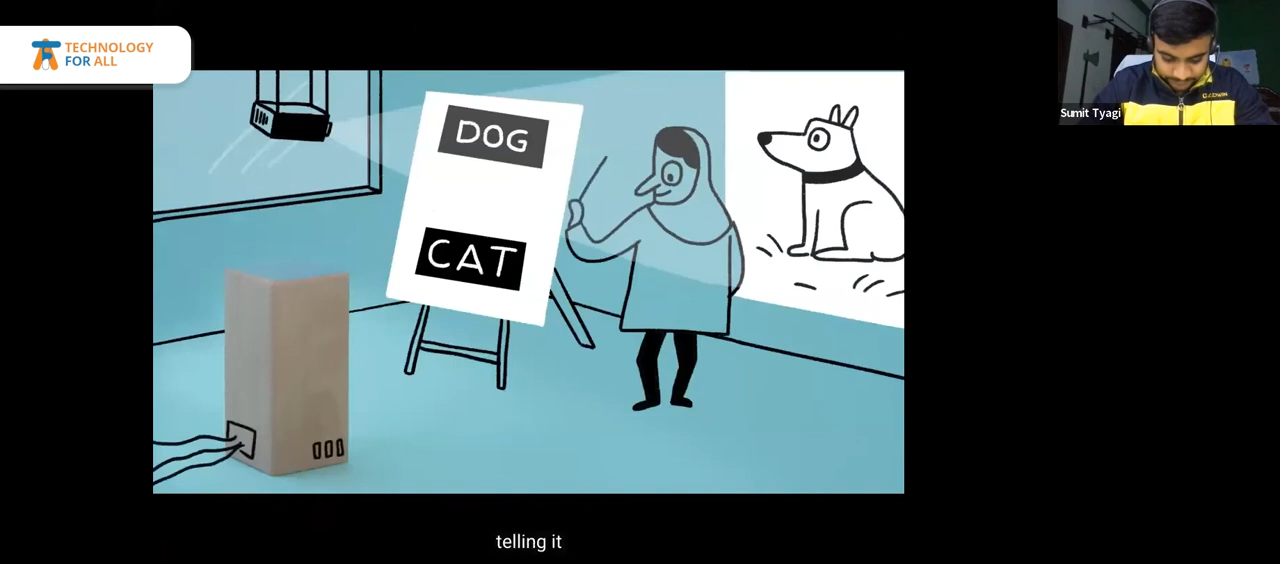 TECHNOLOGY
FOR ALL
DOG
CAT
Sumit Tyagi
telling it